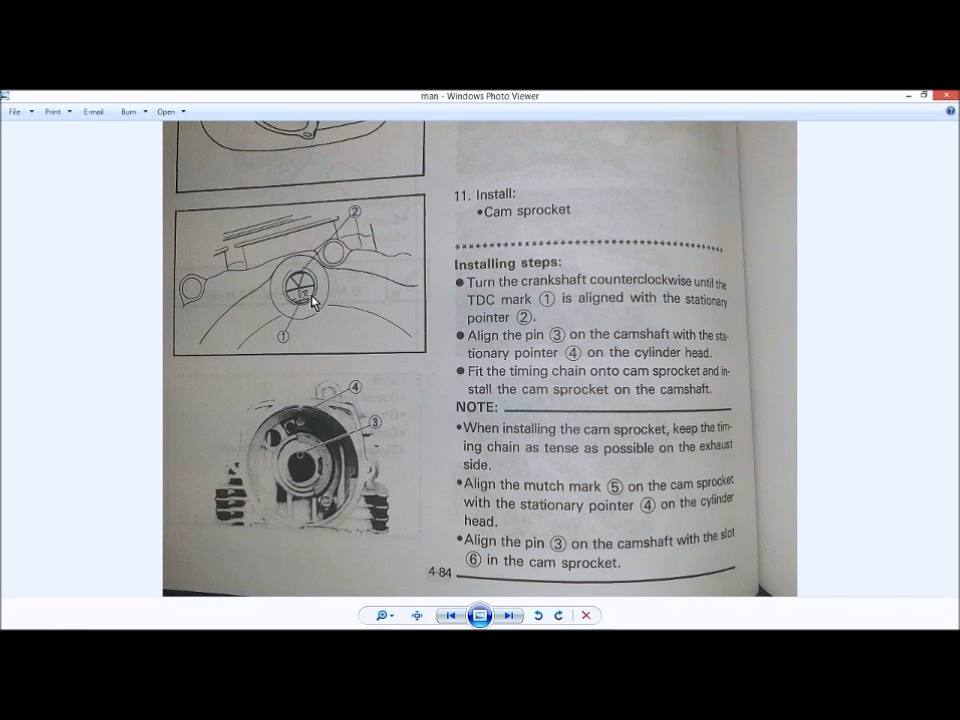 man - Windows Photo Viewer
File Print E-mail Burn Open
11. Install:
•Cam sprocket
Installing steps:
● Turn the crankshaft counterclockwise until the
TDC mark ① is aligned with the stationary
pointer ②.
● Align the pin ③ on the camshaft with the sta-
tionary pointer ④ on the cylinder head.
● Fit the timing chain onto cam sprocket and in-
stall the cam sprocket on the camshaft.
NOTE:
•When installing the cam sprocket, keep the tim-
ing chain as tense as possible on the exhaust
side.
•Align the mutch mark ⑤ on the cam sprocket
with the stationary pointer ④ on the cylinder
head.
•Align the pin ③ on the camshaft with the slot
⑥ in the cam sprocket.
4-84
②
①
④
③